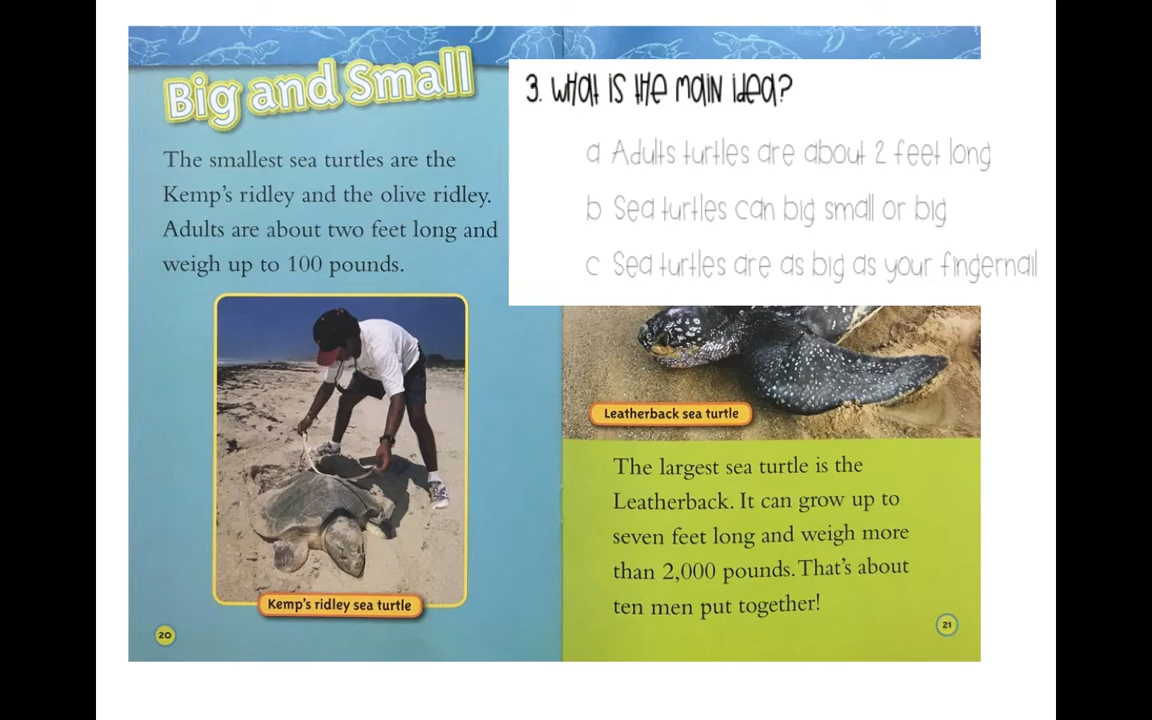 Big and Small
The smallest sea turtles are the
Kemp's ridley and the olive ridley.
Adults are about two feet long and
weigh up to 100 pounds.
Kemp's ridley sea turtle
20
3. What is the main idea?
a Adults turtles are about 2 feet long
b Sea turtles can big small or big
c Sea turtles are as big as your fingernail
Leatherback sea turtle
The largest sea turtle is the
Leatherback. It can grow up to
seven feet long and weigh more
than 2,000 pounds. That's about
ten men put together!
21